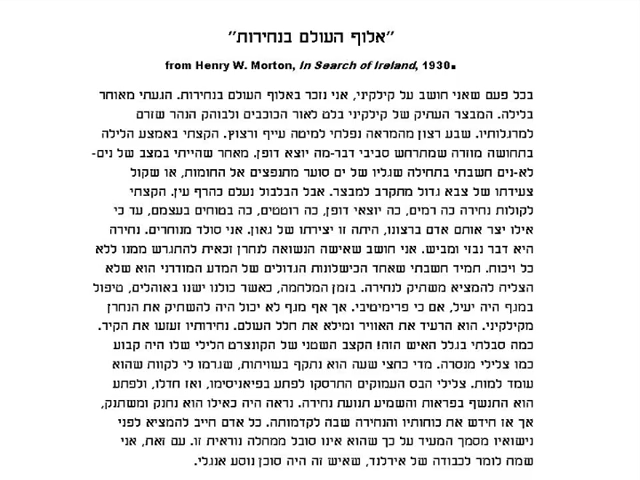 "אלוף העולם בנחירות"
from Henry W. Morton, In Search of Ireland, 1930.
בכל פעם שאני חושב על קילקיני, אני נזכר באלוף העולם בנחירות. הגעתי מאוחר
בלילה. המבצר העתיק של קילקיני בלט לאור הכוכבים ולבוהק הנהר שזרם
למרגלותיו. שבע רצון מהמראה נפלתי למיטה עייף ורצוץ. הקצתי באמצע הלילה
בתחושה מוזרה שמתרחש סביבי דבר-מה יוצא דופן. מאחר שהייתי במצב של נים-
לא-נים חשבתי בתחילה שגליו של ים סוער מתנפצים אל החומות, או שקול
צעידתו של צבא גדול מתקרב למבצר. אבל הבלבול נעלם כהרף עין. הקצתי
לקולות נחירה כה רמים, כה יוצאי דופן, כה רוטטים, כה בטוחים בעצמם, עד כי
אילו יצר אותם אדם ברצונו, היתה זו יצירתו של גאון. אני סולד מנוחרים. נחירה
היא דבר נבזי ומביש. אני חושב שאישה הנשואה לנחרן זכאית להתגרש ממנו ללא
כל ויכוח. תמיד חשבתי שאחד הכישלונות הגדולים של המדע המודרני הוא שלא
הצליח להמציא משתיק לנחירה. בזמן המלחמה, כאשר כולנו ישנו באוהלים, טיפול
במגף היה יעיל, אם כי פרימיטיבי. אך אף מגף לא יכול היה להשתיק את הנחרן
מקילקיני. הוא הרעיד את האוויר ומילא את חלל העולם. נחירותיו זעזעו את הקיר.
כמה סבלתי בגלל האיש הזה! הקצב השטני של הקונצרט הלילי שלו היה קבוע
כמו צלילי מנסרה. מדי כחצי שעה הוא נתקף בעוויתות, שגרמו לי לקוות שהוא
עומד למות. צלילי הבס העמוקים התרסקו לפתע בפיאניסימו, ואז חדלו, ולפתע
הוא התנשף בפראות והשמיע תנועת נחירה. נראה היה כאילו הוא נחנק ומשתנק,
אך אז חידש את כוחותיו והנחירה שבה לקדמותה. כל אדם חייב להמציא לפני
נישואיו מסמך המעיד על כך שהוא אינו סובל ממחלה נוראית זו. עם זאת, אני
שמח לומר לכבודה של אירלנד, שאיש זה היה סוכן נוסע אנגלי.